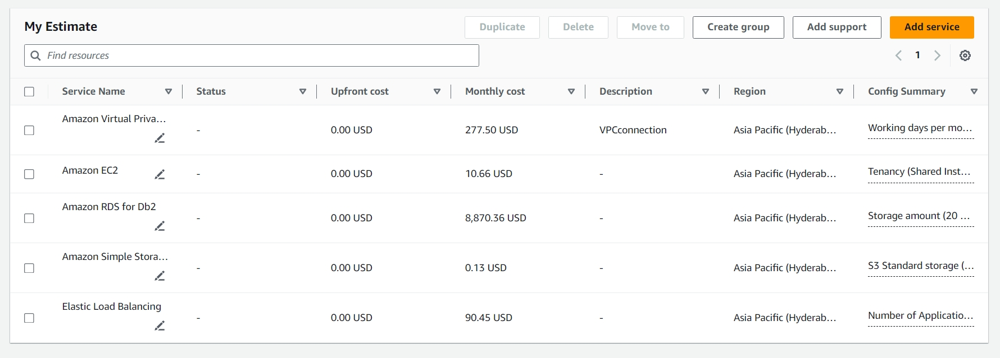 My Estimate
Duplicate Delete Move to Create group Add support Add service
Find resources
1
Service Name Status Upfront cost Monthly cost Description Region Config Summary
Amazon Virtual Priva... - 0.00 USD 277.50 USD VPCconnection Asia Pacific (Hyderab... Working days per mo...
Amazon EC2 - 0.00 USD 10.66 USD - Asia Pacific (Hyderab... Tenancy (Shared Inst...
Amazon RDS for Db2 - 0.00 USD 8,870.36 USD - Asia Pacific (Hyderab... Storage amount (20 ...
Amazon Simple Stora... - 0.00 USD 0.13 USD - Asia Pacific (Hyderab... S3 Standard storage (...
Elastic Load Balancing - 0.00 USD 90.45 USD - Asia Pacific (Hyderab... Number of Applicatio...